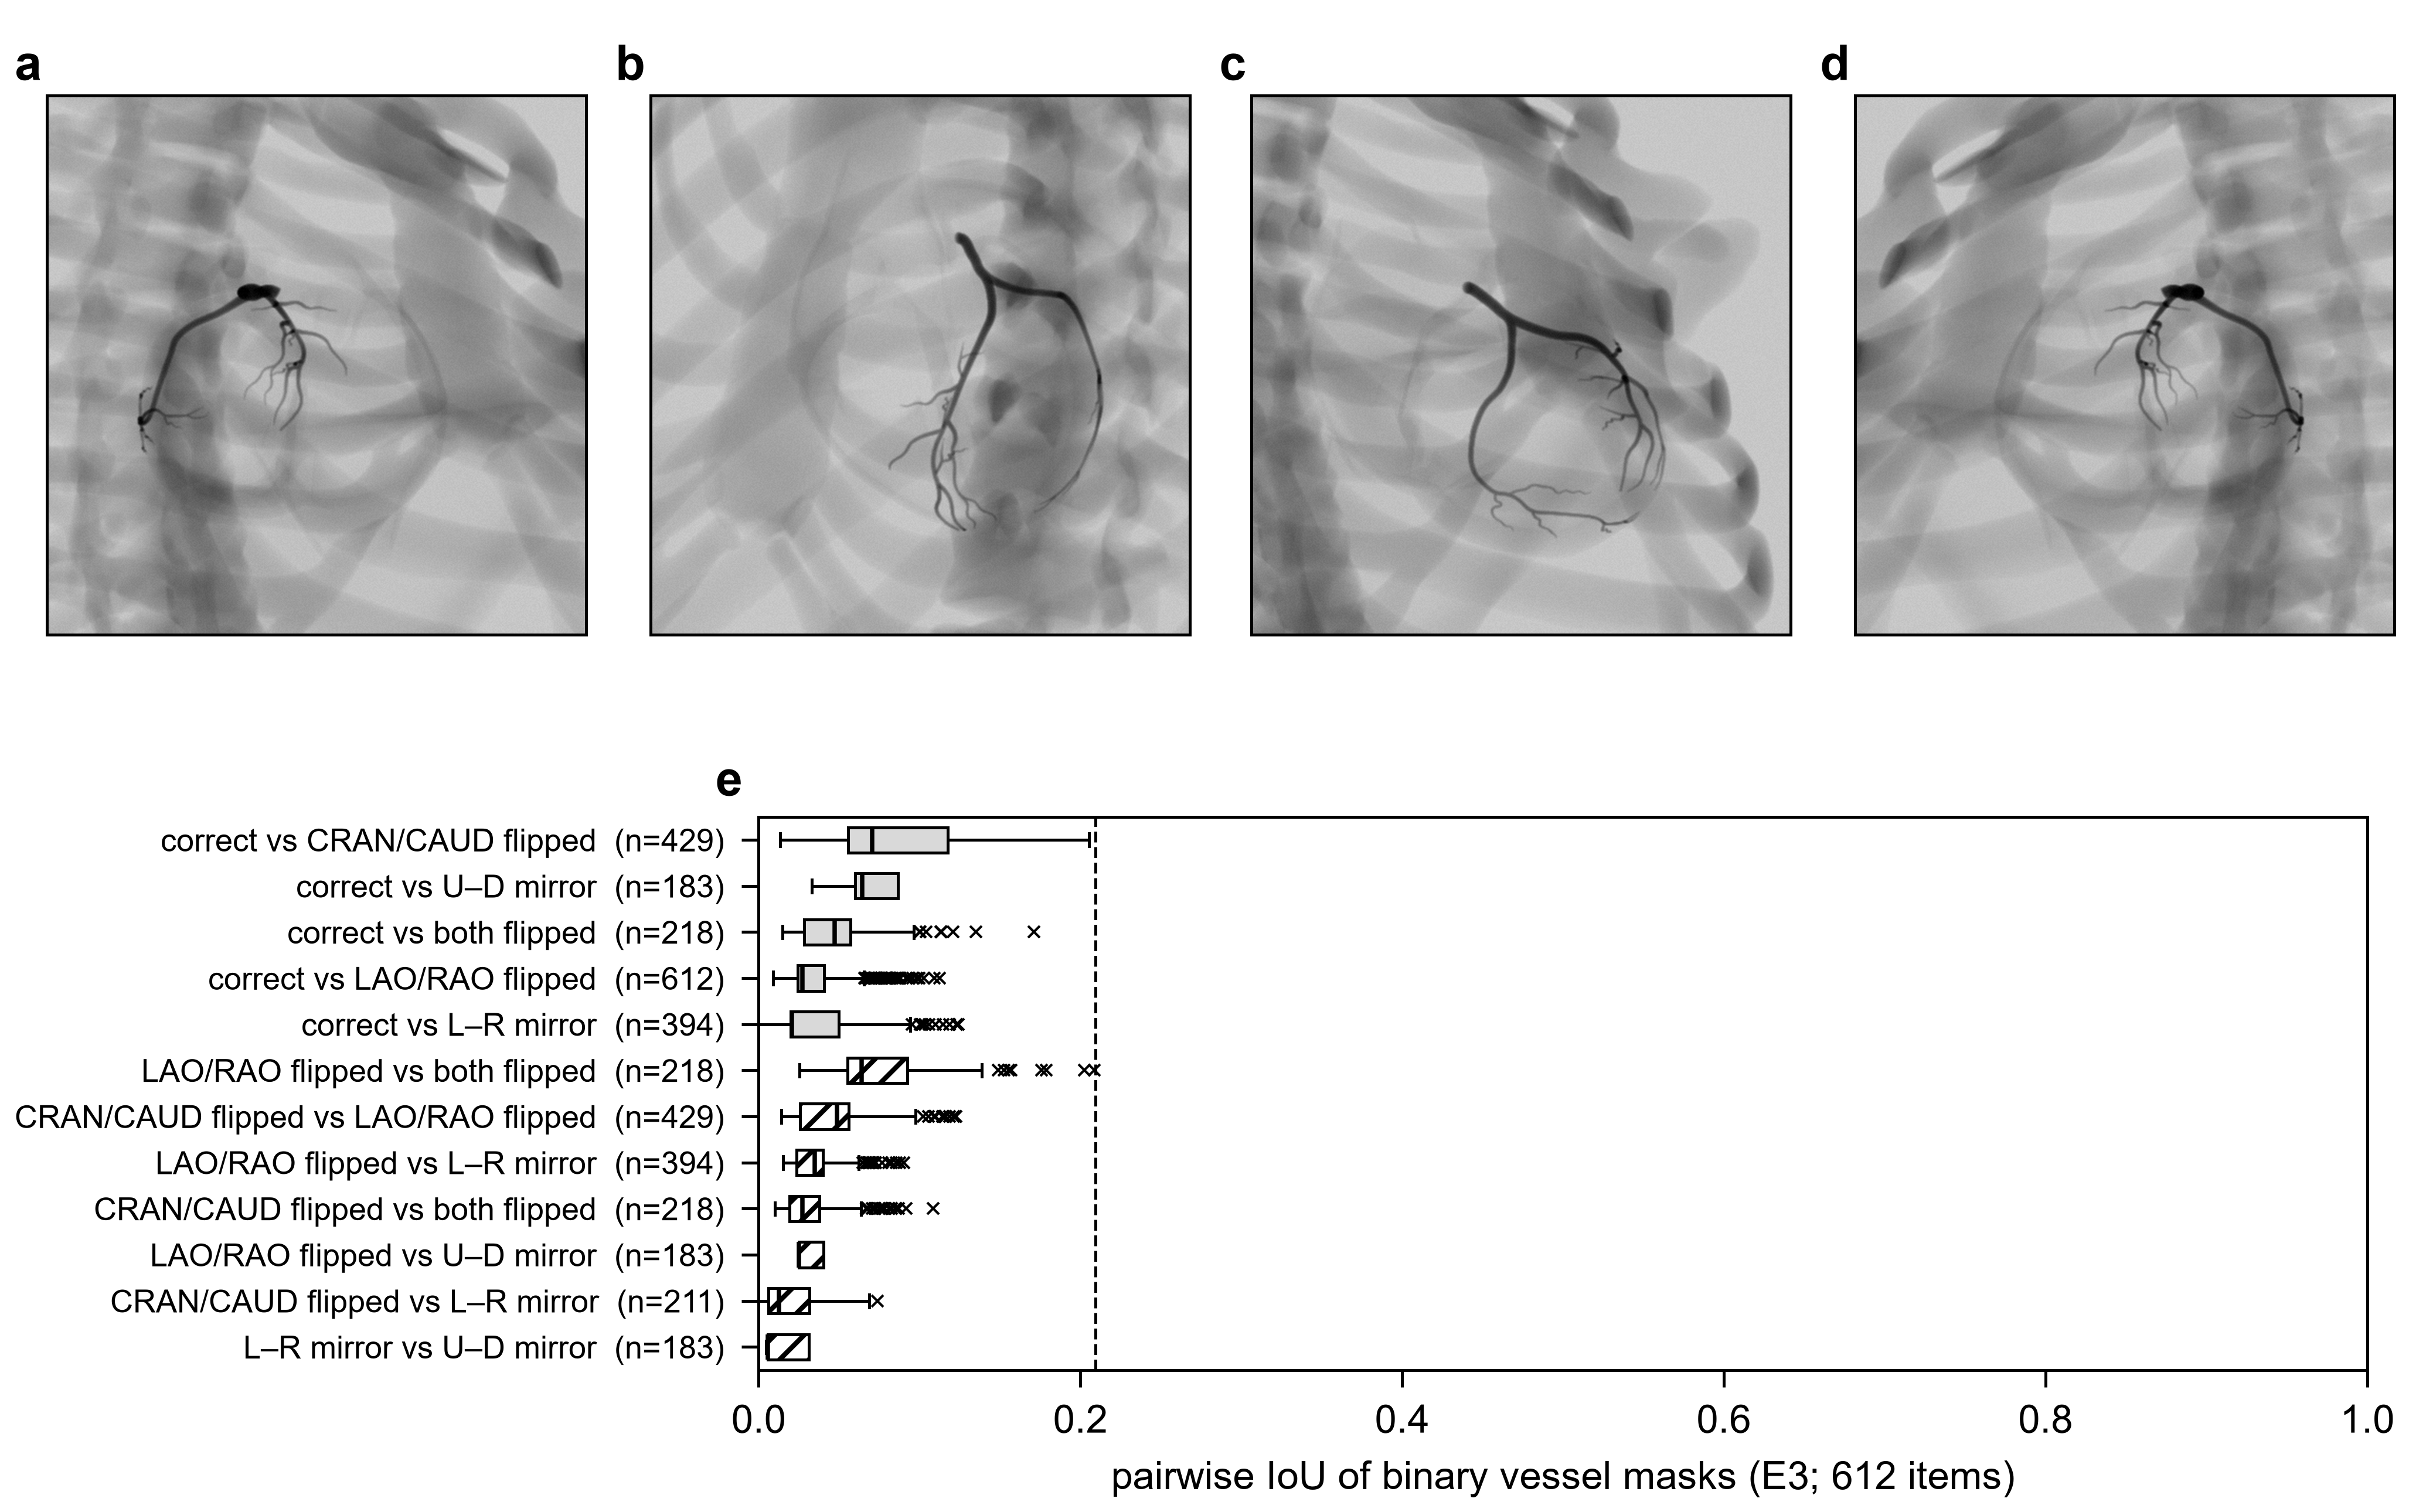 a
b
c
d
e
correct vs CRAN/CAUD flipped (n=429)
correct vs U–D mirror (n=183)
correct vs both flipped (n=218)
correct vs LAO/RAO flipped (n=612)
correct vs L–R mirror (n=394)
LAO/RAO flipped vs both flipped (n=218)
CRAN/CAUD flipped vs LAO/RAO flipped (n=429)
LAO/RAO flipped vs L–R mirror (n=394)
CRAN/CAUD flipped vs both flipped (n=218)
LAO/RAO flipped vs U–D mirror (n=183)
CRAN/CAUD flipped vs L–R mirror (n=211)
L–R mirror vs U–D mirror (n=183)
0.0 0.2 0.4 0.6 0.8 1.0
pairwise IoU of binary vessel masks (E3; 612 items)